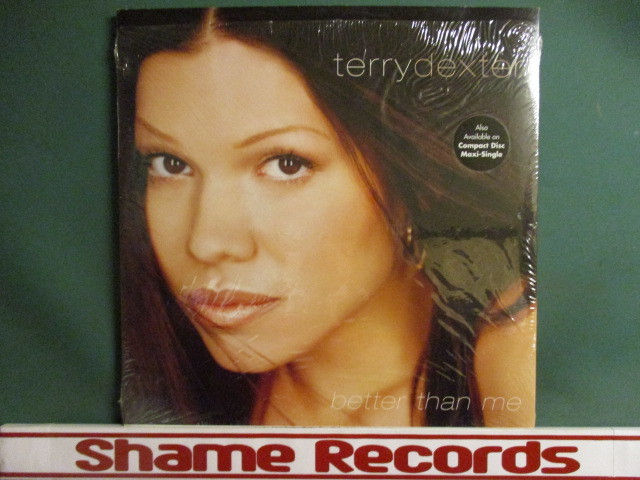 terrydexter
Also
Available on
Compact Disc
Maxi-Single
better than me
Shame Records